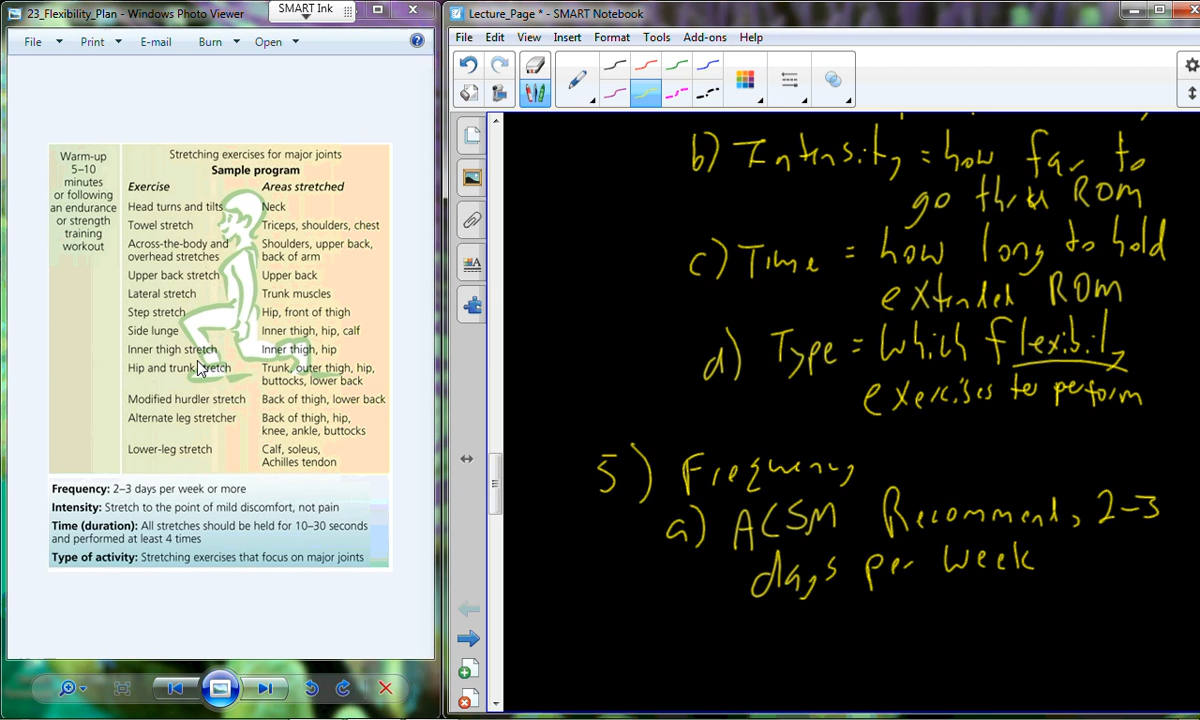 23_Flexibility_Plan - Windows Photo Viewer
SMART Ink
File Print E-mail Burn Open
Warm-up
5–10
minutes
or following
an endurance
or strength
training
workout
Stretching exercises for major joints
Sample program
Exercise Areas stretched
Head turns and tilts Neck
Towel stretch Triceps, shoulders, chest
Across-the-body and Shoulders, upper back,
overhead stretches back of arm
Upper back stretch Upper back
Lateral stretch Trunk muscles
Step stretch Hip, front of thigh
Side lunge Inner thigh, hip, calf
Inner thigh stretch Inner thigh, hip
Hip and trunk stretch Trunk, outer thigh, hip,
buttocks, lower back
Modified hurdler stretch Back of thigh, lower back
Alternate leg stretcher Back of thigh, hip,
knee, ankle, buttocks
Lower-leg stretch Calf, soleus,
Achilles tendon
Frequency: 2–3 days per week or more
Intensity: Stretch to the point of mild discomfort, not pain
Time (duration): All stretches should be held for 10–30 seconds
and performed at least 4 times
Type of activity: Stretching exercises that focus on major joints
Lecture_Page * - SMART Notebook
File Edit View Insert Format Tools Add-ons Help
b) Intensity = how far to
go thru ROM
c) Time = how long to hold
extended ROM
d) Type = which flexibility
exercises to perform
5) Frequency
a) ACSM Recommends 2-3
days per week